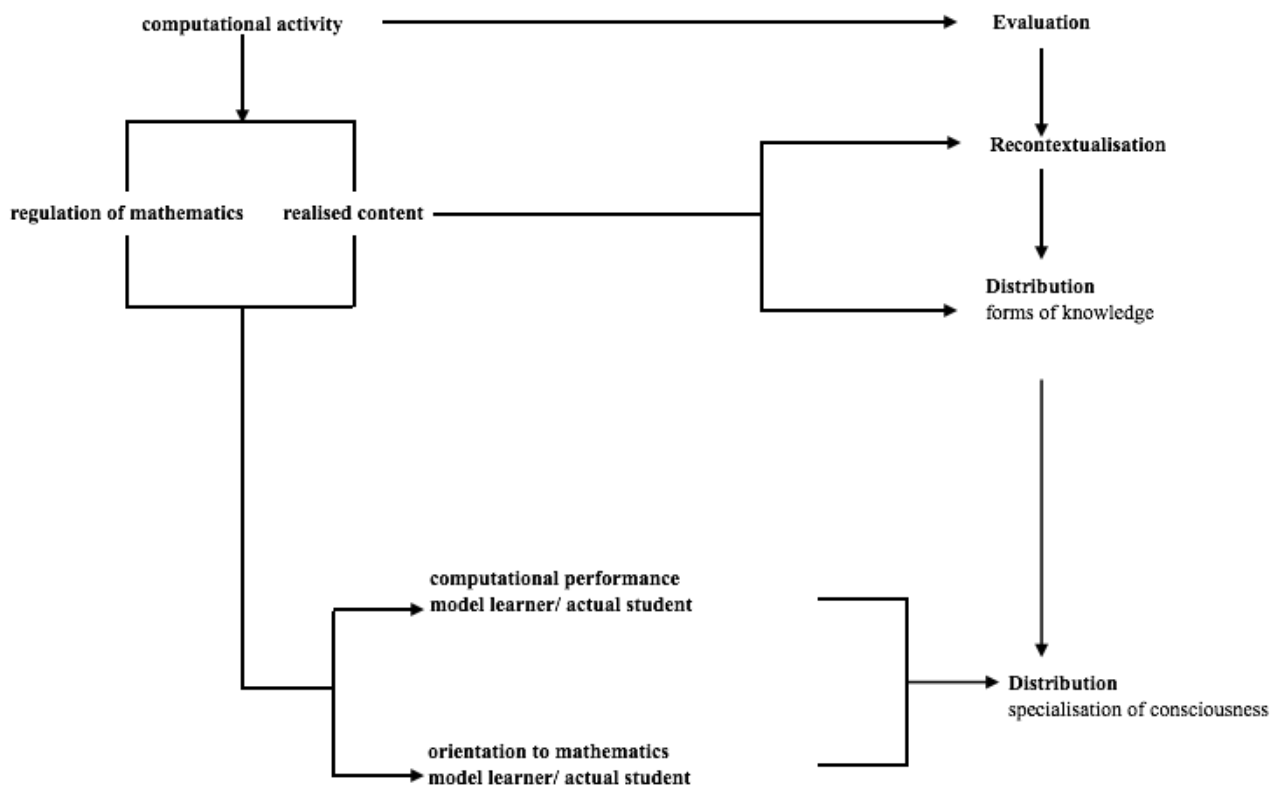 computational activity
Evaluation
Recontextualisation
regulation of mathematics
realised content
Distribution
forms of knowledge
computational performance
model learner/ actual student
Distribution
specialisation of consciousness
orientation to mathematics
model learner/ actual student